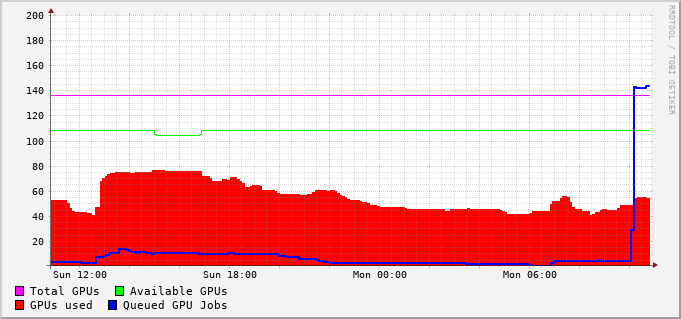 200
180
160
140
120
100
80
60
40
20
Sun 12:00 Sun 18:00 Mon 00:00 Mon 06:00
Total GPUs Available GPUs
GPUs used Queued GPU Jobs
RRDTOOL / TOBI OETIKER